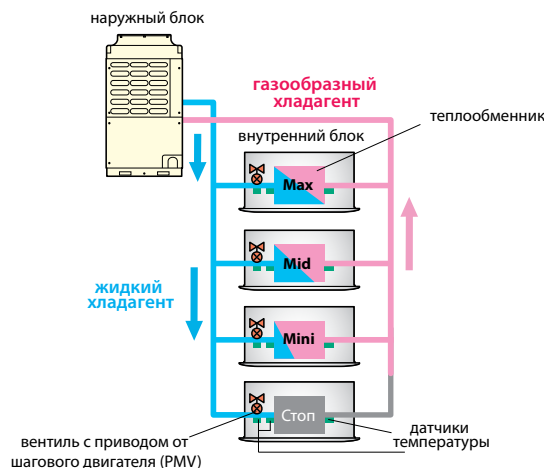 наружный блок
газообразный
хладагент
теплообменник
внутренний блок
Max
Mid
жидкий
хладагент
Mini
Стоп
вентиль с приводом от
шагового двигателя (PMV)
датчики
температуры